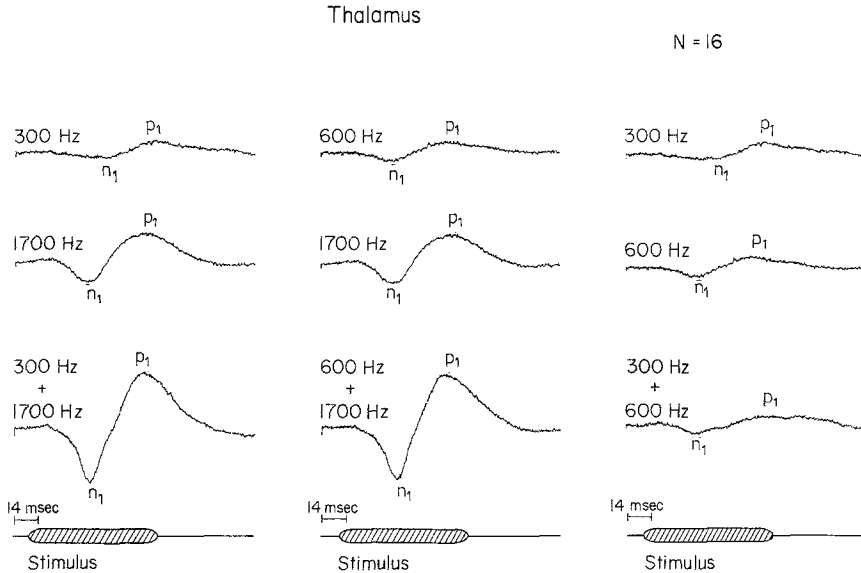 Thalamus
N = 16
300 Hz
p1
n1
600 Hz
p1
n1
300 Hz
p1
n1
1700 Hz
p1
n1
1700 Hz
p1
n1
600 Hz
p1
n1
300 Hz
+
1700 Hz
p1
n1
600 Hz
+
1700 Hz
p1
n1
300 Hz
+
600 Hz
p1
n1
14 msec
Stimulus
14 msec
Stimulus
14 msec
Stimulus